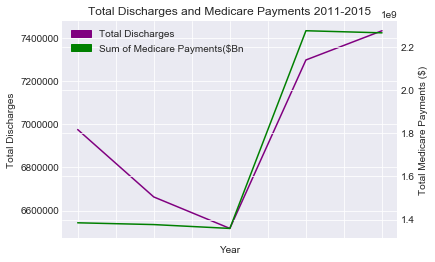 Total Discharges and Medicare Payments 2011-2015
1e9
Total Discharges
Sum of Medicare Payments($Bn
7400000
7200000
7000000
6800000
6600000
Total Discharges
2.2
2.0
1.8
1.6
1.4
Total Medicare Payments ($)
Year